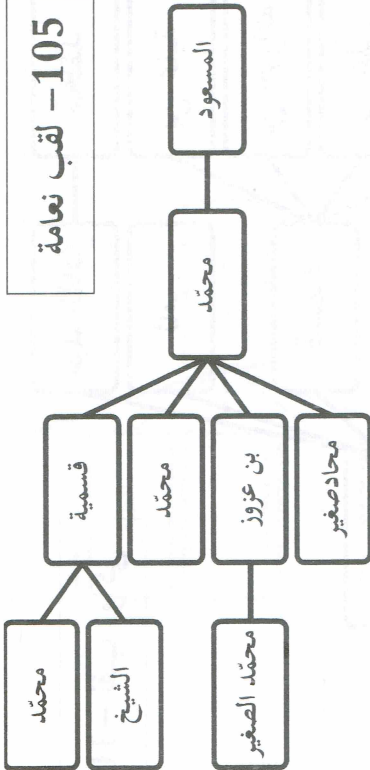 105- لقب نعامة
المسعود
محمّد
قسمية
محمّد
بن عزوز
محادصغير
محمّد
الشيخ
محمّد الصغير